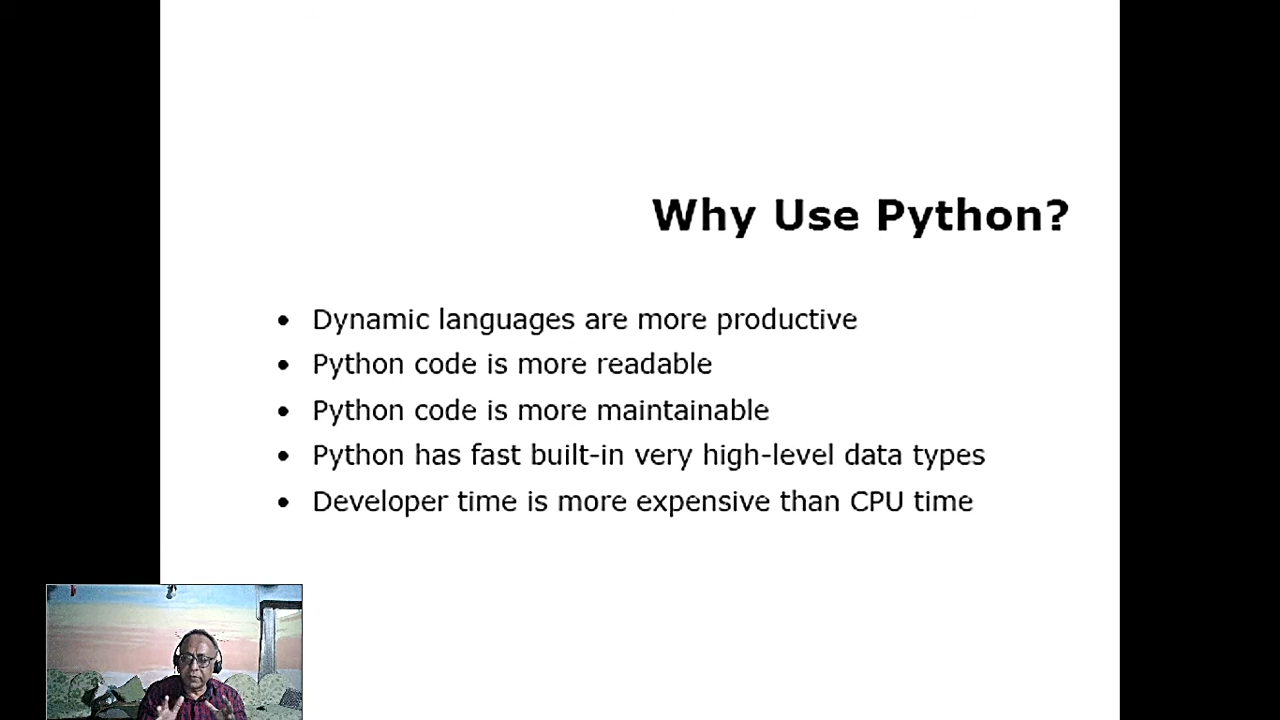 Why Use Python?
• Dynamic languages are more productive
• Python code is more readable
• Python code is more maintainable
• Python has fast built-in very high-level data types
• Developer time is more expensive than CPU time